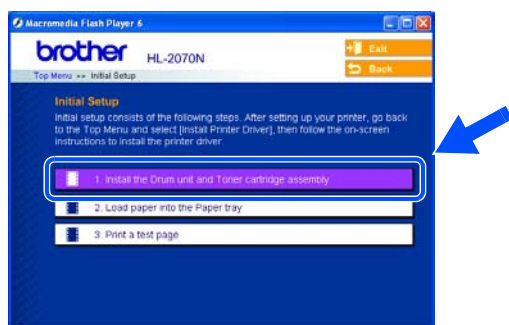 Macromedia Flash Player 6
brother
HL-2070N
Exit
Back
Top Menu >> Initial Setup
Initial Setup
Initial setup consists of the following steps. After setting up your printer, go back
to the Top Menu and select [Install Printer Driver], then follow the on-screen
instructions to install the printer driver.
1. Install the Drum unit and Toner cartridge assembly
2. Load paper into the Paper tray
3. Print a test page